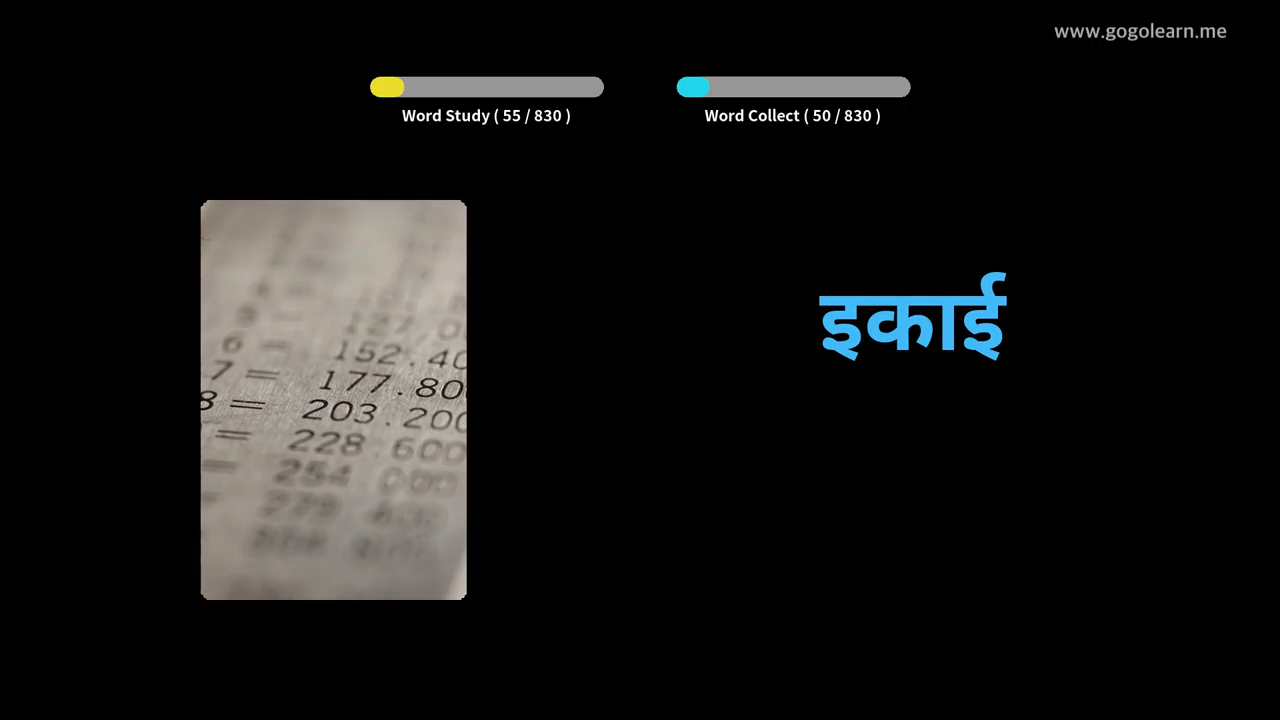 www.gogolearn.me
Word Study ( 55 / 830 )
Word Collect ( 50 / 830 )
इकाई
6 = 152.40
7 = 177.80
8 = 203.200
= 228.600
= 254